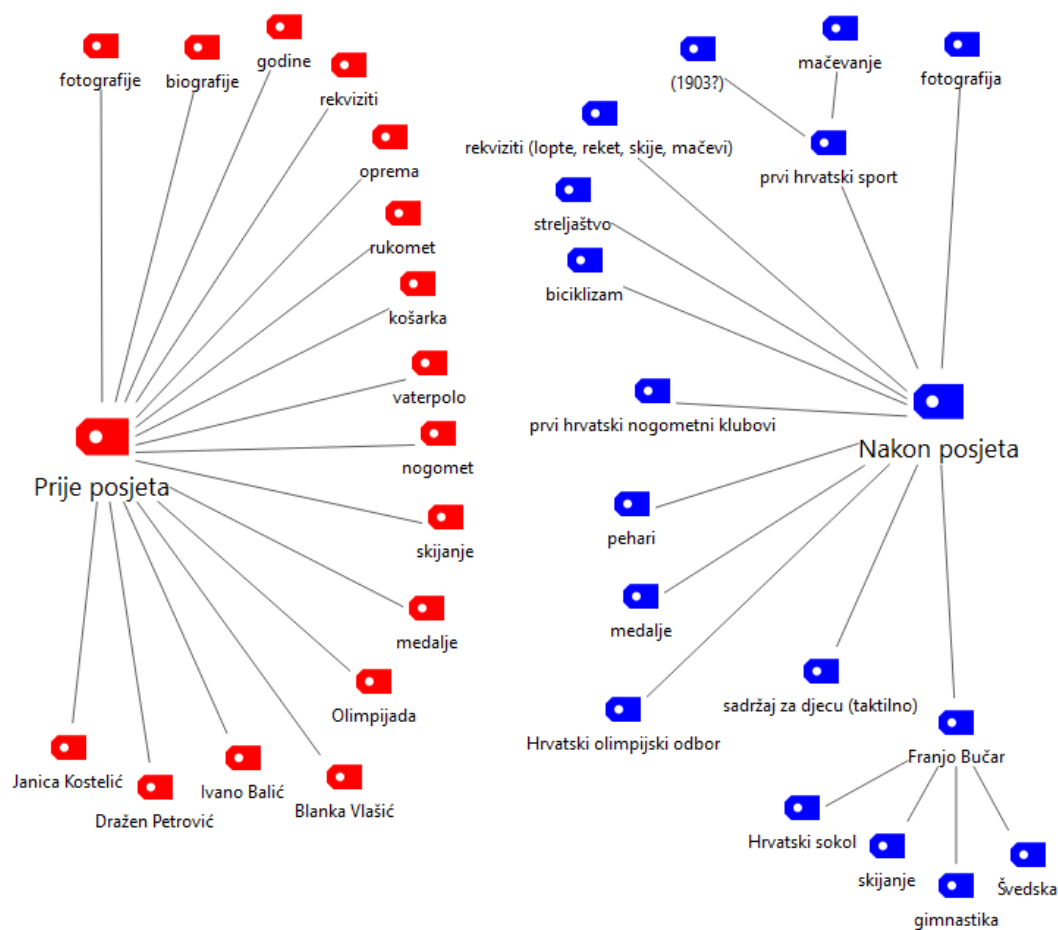 fotografije
biografije
godine
rekviziti
oprema
rukomet
košarka
vaterpolo
nogomet
Prije posjeta
skijanje
medalje
Olimpijada
Janica Kostelić
Dražen Petrović
Ivano Balić
Blanka Vlašić
(1903?)
mačevanje
fotografija
rekviziti (lopte, reket, skije, mačevi)
prvi hrvatski sport
streljaštvo
biciklizam
prvi hrvatski nogometni klubovi
Nakon posjeta
pehari
medalje
sadržaj za djecu (taktilno)
Hrvatski olimpijski odbor
Franjo Bučar
Hrvatski sokol
skijanje
gimnastika
Švedska